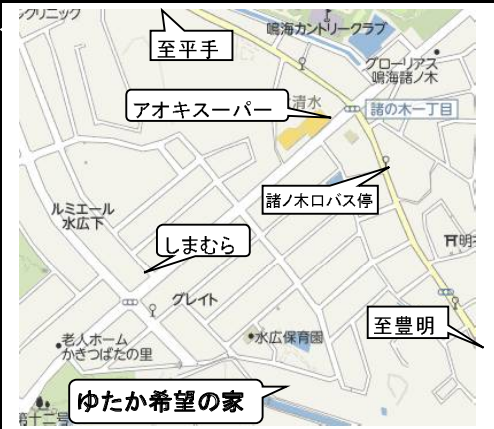 クリニック
至平手
鳴海カントリークラブ
グローリアス
鳴海諸ノ木
アオキスーパー
清水
諸の木一丁目
諸ノ木口バス停
ルミエール
水広下
しまむら
グレイト
至豊明
老人ホーム
かきつばたの里
水広保育園
ゆたか希望の家